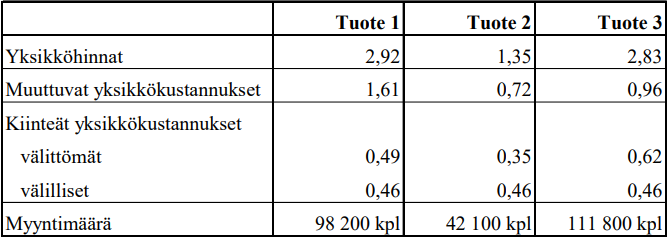 Tuote 1 Tuote 2 Tuote 3
Yksikköhinnat 2,92 1,35 2,83
Muuttuvat yksikkökustannukset 1,61 0,72 0,96
Kiinteät yksikkökustannukset
välittömät 0,49 0,35 0,62
välilliset 0,46 0,46 0,46
Myyntimäärä 98 200 kpl 42 100 kpl 111 800 kpl